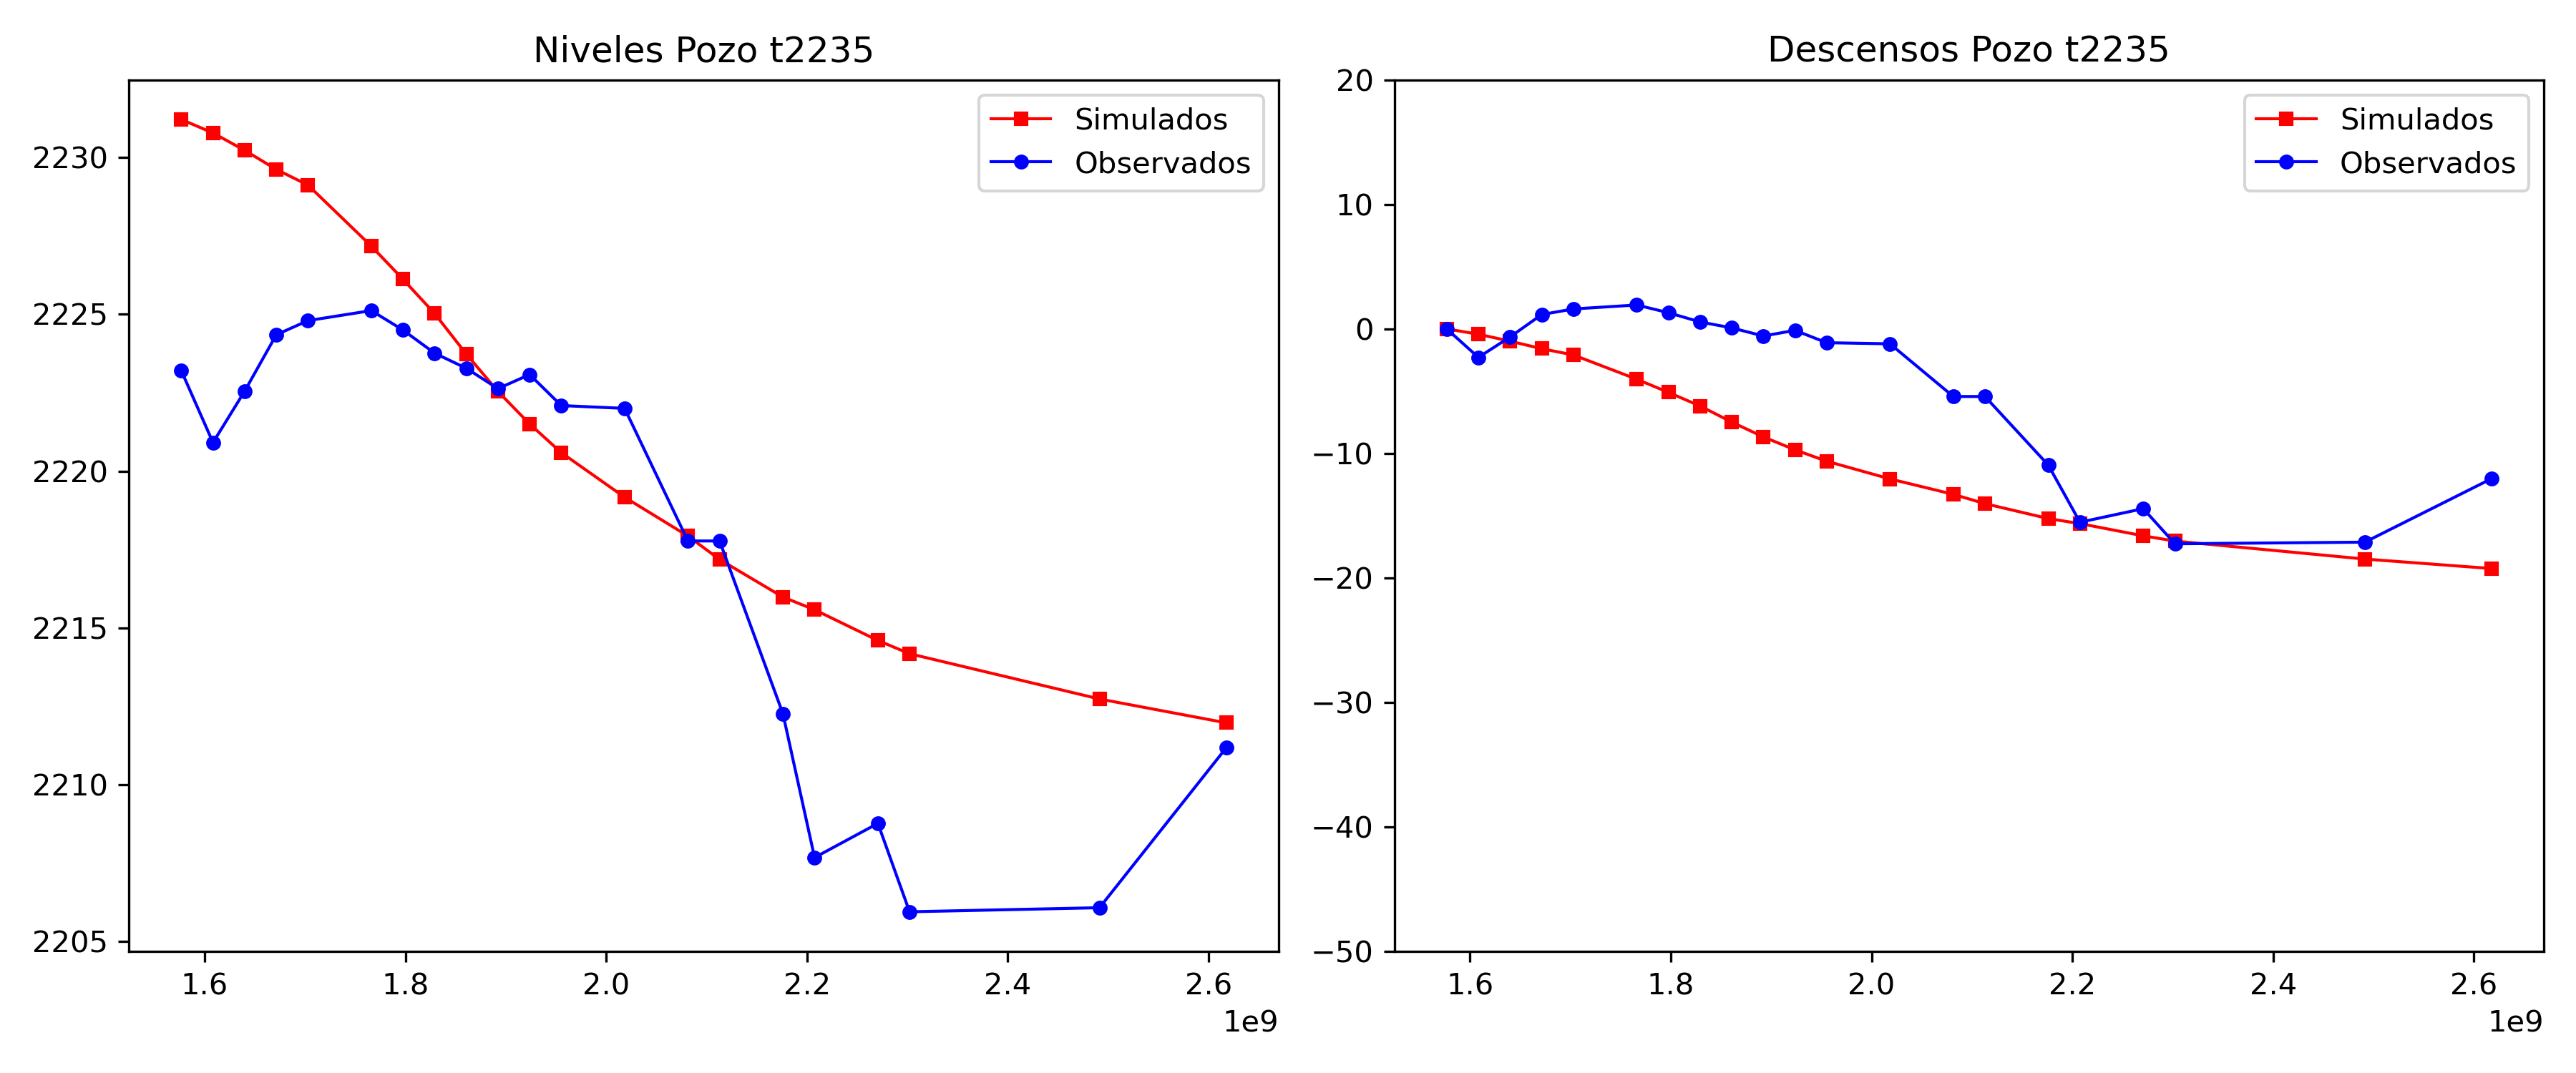 Niveles Pozo t2235
Simulados
Observados
2230
2225
2220
2215
2210
2205
1.6 1.8 2.0 2.2 2.4 2.6
1e9
Descensos Pozo t2235
Simulados
Observados
20
10
0
−10
−20
−30
−40
−50
1.6 1.8 2.0 2.2 2.4 2.6
1e9